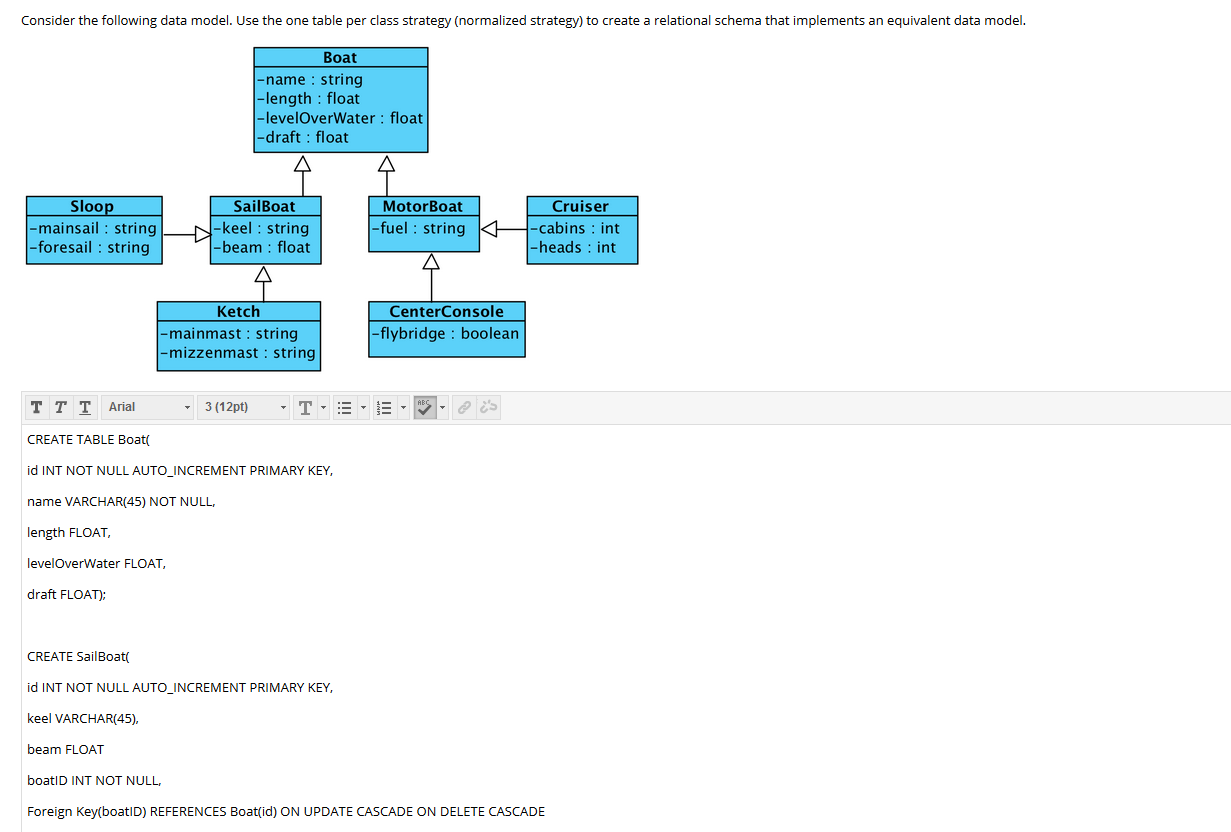 Consider the following data model. Use the one table per class strategy (normalized strategy) to create a relational schema that implements an equivalent data model.
Boat
-name : string
-length : float
-levelOverWater : float
-draft : float
Sloop
-mainsail : string
-foresail : string
SailBoat
-keel : string
-beam : float
MotorBoat
-fuel : string
Cruiser
-cabins : int
-heads : int
Ketch
-mainmast : string
-mizzenmast : string
CenterConsole
-flybridge : boolean
T T T Arial 3 (12pt) T ABC
CREATE TABLE Boat(
id INT NOT NULL AUTO_INCREMENT PRIMARY KEY,
name VARCHAR(45) NOT NULL,
length FLOAT,
levelOverWater FLOAT,
draft FLOAT);
CREATE SailBoat(
id INT NOT NULL AUTO_INCREMENT PRIMARY KEY,
keel VARCHAR(45),
beam FLOAT
boatID INT NOT NULL,
Foreign Key(boatID) REFERENCES Boat(id) ON UPDATE CASCADE ON DELETE CASCADE